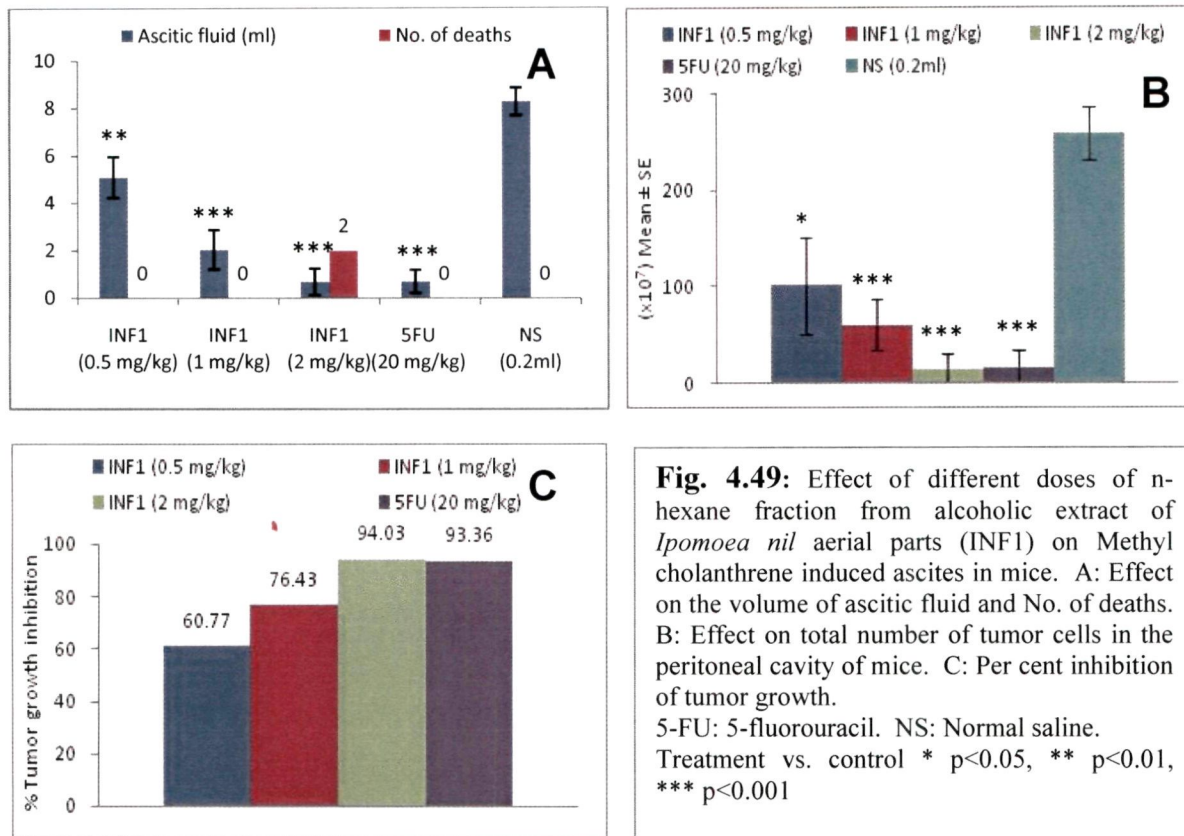 Ascitic fluid (ml) No. of deaths
A
10
8
6
4
2
0
**
0
***
0
***
2
***
0
0
INF1 INF1 INF1 5FU NS
(0.5 mg/kg) (1 mg/kg) (2 mg/kg)(20 mg/kg) (0.2ml)
INF1 (0.5 mg/kg) INF1 (1 mg/kg) INF1 (2 mg/kg)
5FU (20 mg/kg) NS (0.2ml)
B
(x10⁷) Mean ± SE
300
200
100
0
*
***
***
***
INF1 (0.5 mg/kg) INF1 (1 mg/kg)
INF1 (2 mg/kg) 5FU (20 mg/kg)
C
% Tumor growth inhibition
100
80
60
40
20
0
60.77
76.43
94.03
93.36
Fig. 4.49: Effect of different doses of n-
hexane fraction from alcoholic extract of
Ipomoea nil aerial parts (INF1) on Methyl
cholanthrene induced ascites in mice. A: Effect
on the volume of ascitic fluid and No. of deaths.
B: Effect on total number of tumor cells in the
peritoneal cavity of mice. C: Per cent inhibition
of tumor growth.
5-FU: 5-fluorouracil. NS: Normal saline.
Treatment vs. control * p<0.05, ** p<0.01,
*** p<0.001